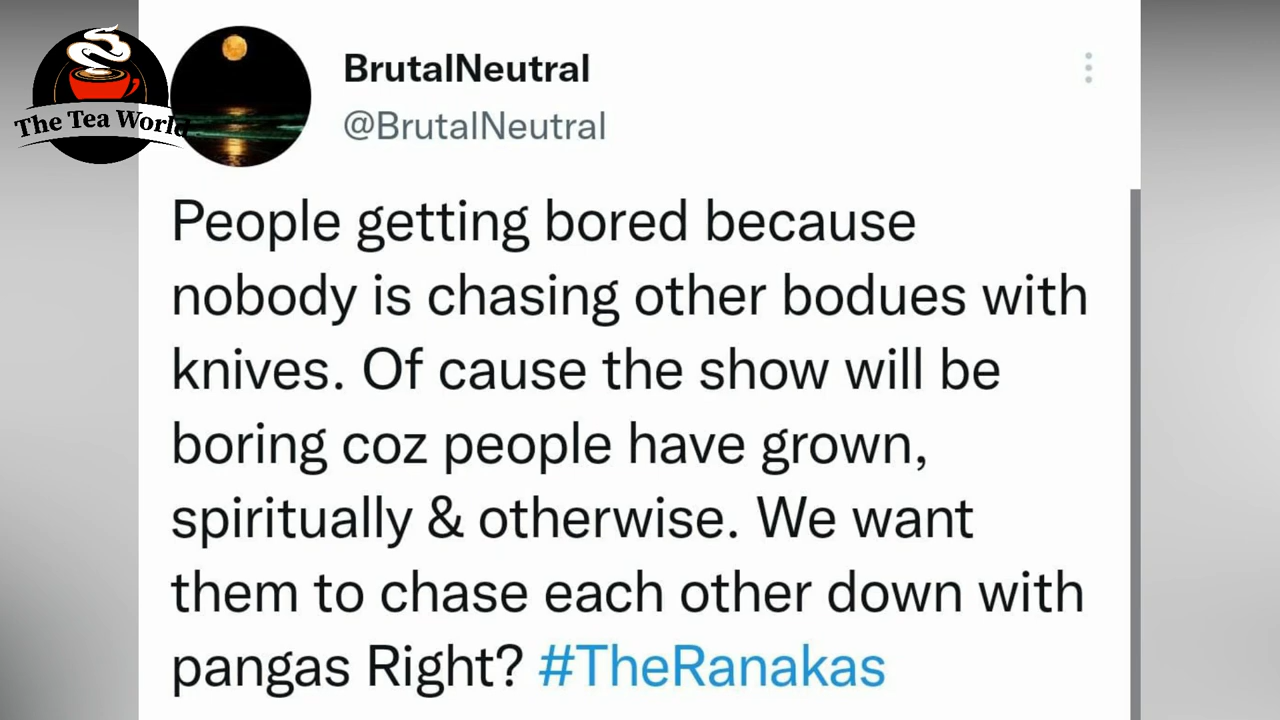 The Tea World
BrutalNeutral
@BrutalNeutral
People getting bored because
nobody is chasing other bodues with
knives. Of cause the show will be
boring coz people have grown,
spiritually & otherwise. We want
them to chase each other down with
pangas Right? #TheRanakas